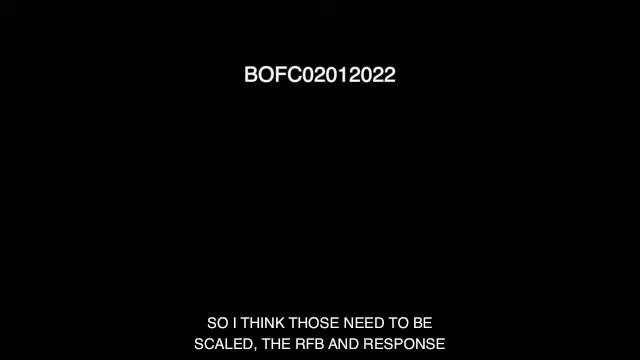 BOFC02012022
SO I THINK THOSE NEED TO BE
SCALED, THE RFB AND RESPONSE